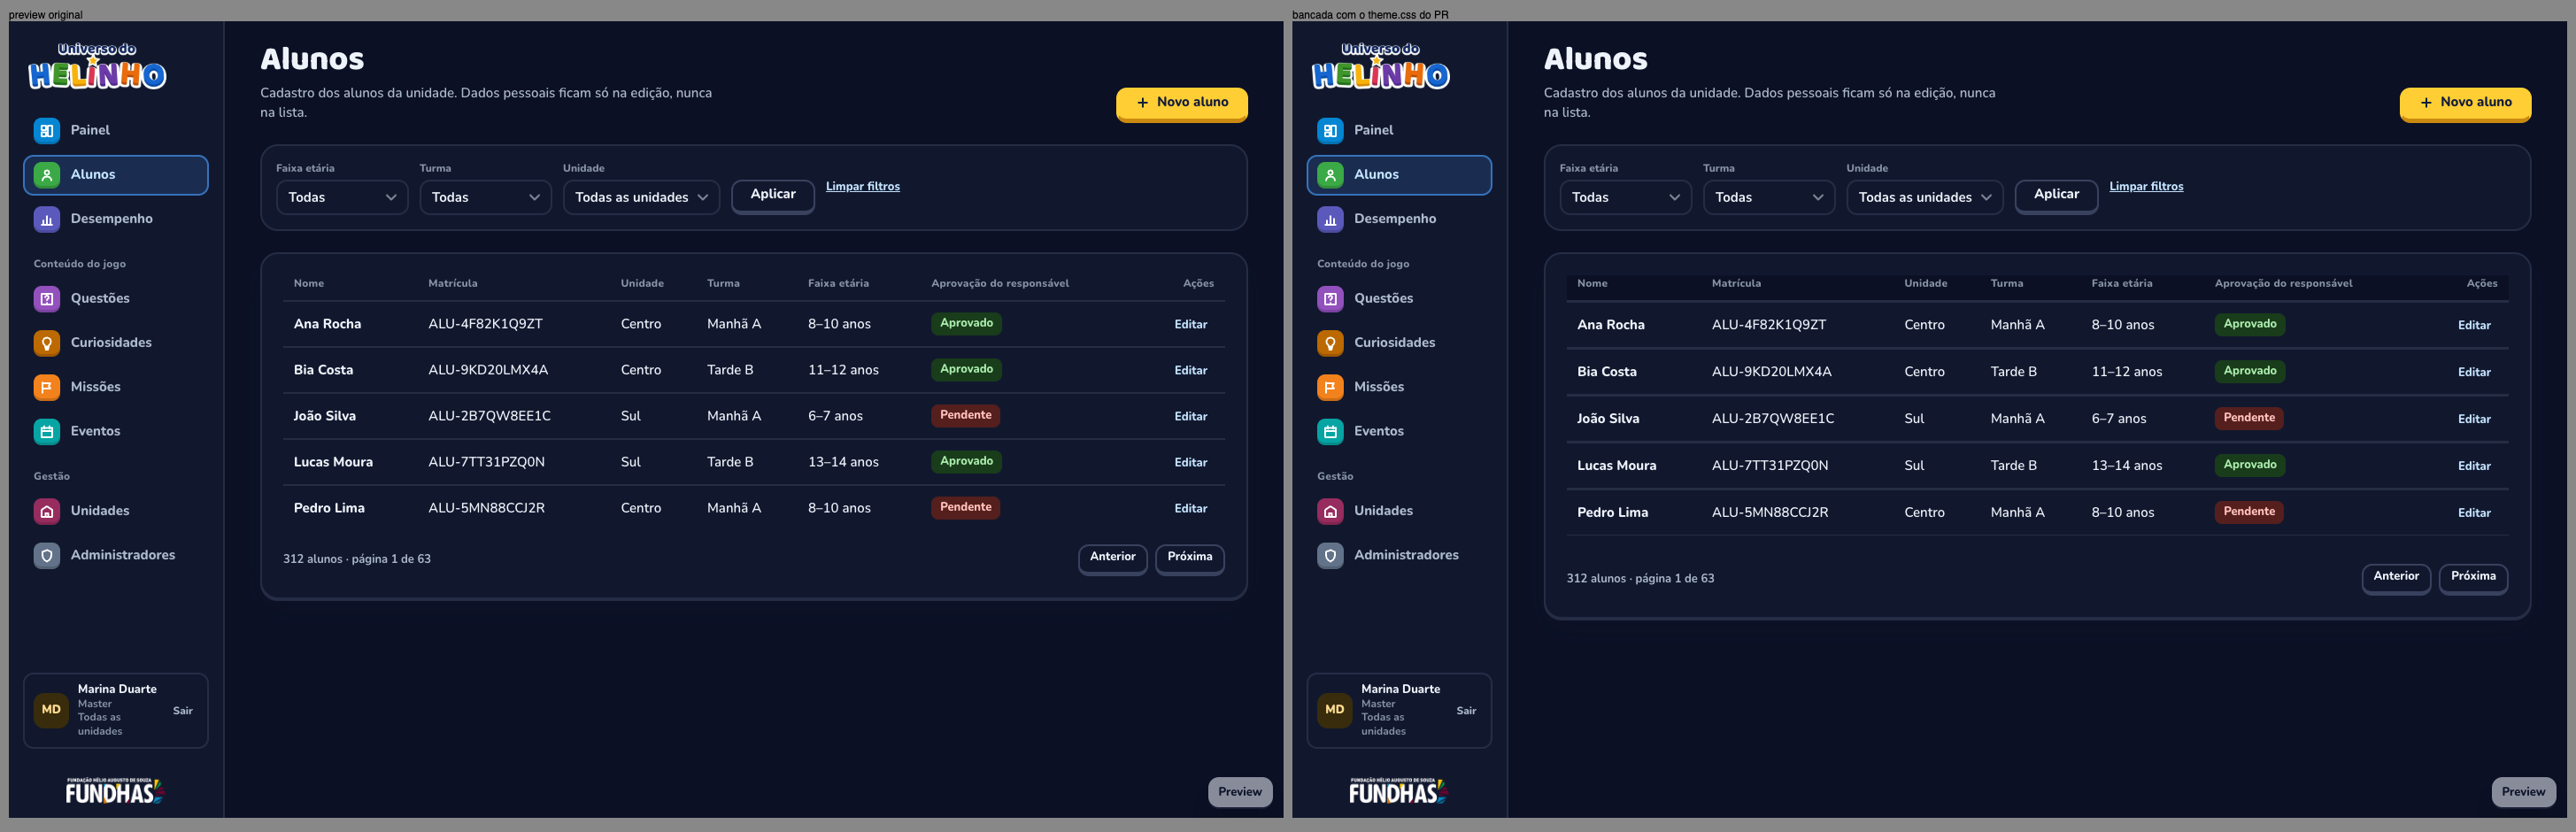 preview original
Universo do
HELINHO
Painel
Alunos
Desempenho
Conteúdo do jogo
Questões
Curiosidades
Missões
Eventos
Gestão
Unidades
Administradores
MD
Marina Duarte
Master
Todas as
unidades
Sair
FUNDAÇÃO HÉLIO AUGUSTO DE SOUZA
FUNDHAS
Alunos
Cadastro dos alunos da unidade. Dados pessoais ficam só na edição, nunca
na lista.
+ Novo aluno
Faixa etária Turma Unidade
Todas Todas Todas as unidades Aplicar Limpar filtros
Nome Matrícula Unidade Turma Faixa etária Aprovação do responsável Ações
Ana Rocha ALU-4F82K1Q9ZT Centro Manhã A 8–10 anos Aprovado Editar
Bia Costa ALU-9KD20LMX4A Centro Tarde B 11–12 anos Aprovado Editar
João Silva ALU-2B7QW8EE1C Sul Manhã A 6–7 anos Pendente Editar
Lucas Moura ALU-7TT31PZQ0N Sul Tarde B 13–14 anos Aprovado Editar
Pedro Lima ALU-5MN88CCJ2R Centro Manhã A 8–10 anos Pendente Editar
312 alunos · página 1 de 63 Anterior Próxima
Preview
bancada com o theme.css do PR
Universo do
HELINHO
Painel
Alunos
Desempenho
Conteúdo do jogo
Questões
Curiosidades
Missões
Eventos
Gestão
Unidades
Administradores
MD
Marina Duarte
Master
Todas as
unidades
Sair
FUNDAÇÃO HÉLIO AUGUSTO DE SOUZA
FUNDHAS
Alunos
Cadastro dos alunos da unidade. Dados pessoais ficam só na edição, nunca
na lista.
+ Novo aluno
Faixa etária Turma Unidade
Todas Todas Todas as unidades Aplicar Limpar filtros
Nome Matrícula Unidade Turma Faixa etária Aprovação do responsável Ações
Ana Rocha ALU-4F82K1Q9ZT Centro Manhã A 8–10 anos Aprovado Editar
Bia Costa ALU-9KD20LMX4A Centro Tarde B 11–12 anos Aprovado Editar
João Silva ALU-2B7QW8EE1C Sul Manhã A 6–7 anos Pendente Editar
Lucas Moura ALU-7TT31PZQ0N Sul Tarde B 13–14 anos Aprovado Editar
Pedro Lima ALU-5MN88CCJ2R Centro Manhã A 8–10 anos Pendente Editar
312 alunos · página 1 de 63 Anterior Próxima
Preview